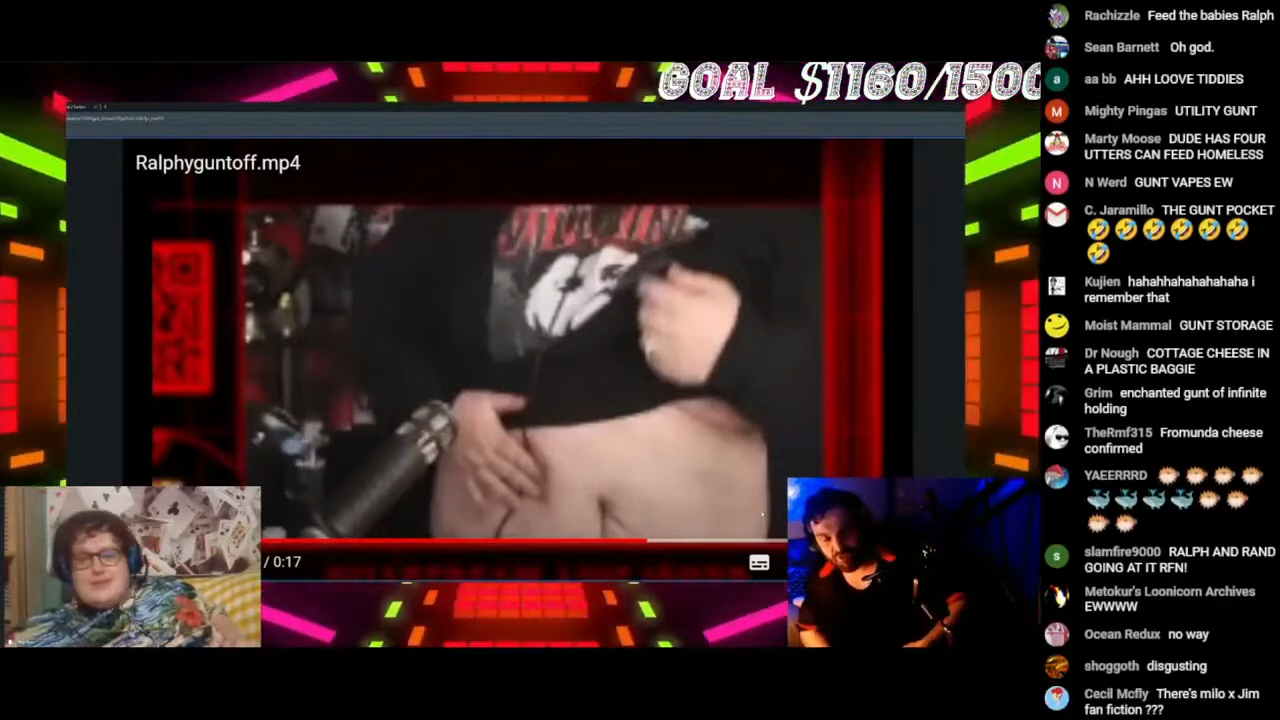 GOAL $1160/1500
Ralphyguntoff.mp4
/ 0:17
Rachizzle Feed the babies Ralph
Sean Barnett Oh god.
a
aa bb AHH LOOVE TIDDIES
M
Mighty Pingas UTILITY GUNT
Marty Moose DUDE HAS FOUR
UTTERS CAN FEED HOMELESS
N
N Werd GUNT VAPES EW
C. Jaramillo THE GUNT POCKET
🤣🤣🤣🤣🤣🤣
🤣
Kujien hahahhahahahahaha i
remember that
Moist Mammal GUNT STORAGE
Dr Nough COTTAGE CHEESE IN
A PLASTIC BAGGIE
Grim enchanted gunt of infinite
holding
TheRmf315 Fromunda cheese
confirmed
YAEERRRD 🐡🐡🐡🐡
🐳🐳🐳🐳🐡🐡
🐡🐡
s
slamfire9000 RALPH AND RAND
GOING AT IT RFN!
Metokur's Loonicorn Archives
EWWWW
Ocean Redux no way
shoggoth disgusting
Cecil Mcfly There's milo x Jim
fan fiction ???